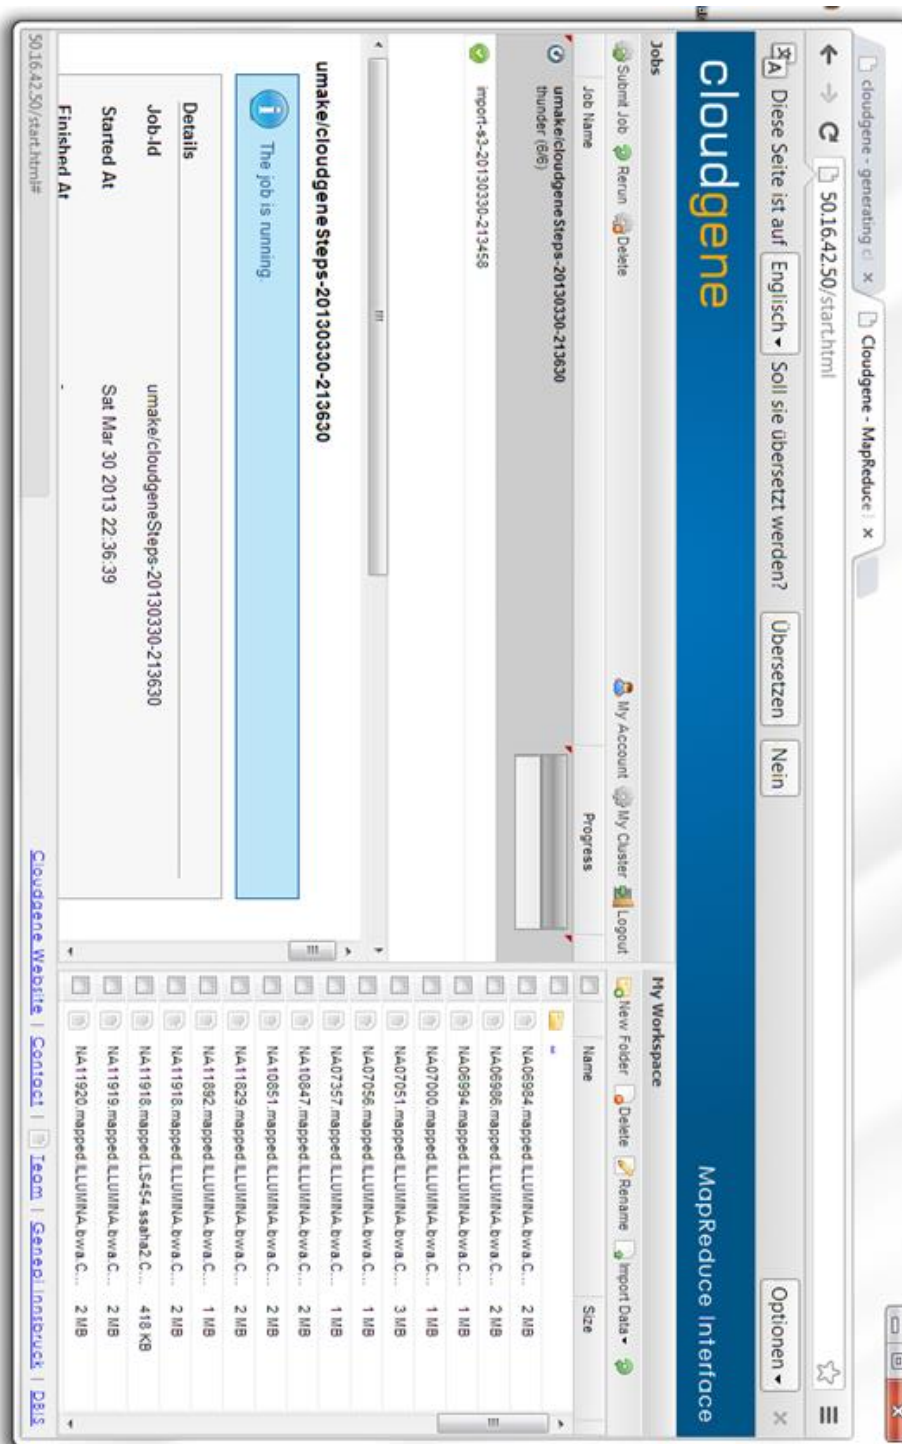 cloudgene - generating cl
Cloudgene - MapReduce
50.16.42.50/start.html
Diese Seite ist auf Englisch Soll sie übersetzt werden? Übersetzen Nein Optionen
cloudgene MapReduce Interface
Jobs
Submit Job Rerun Delete My Account My Cluster Logout
Job Name Progress
umake/cloudgeneSteps-20130330-213630
thunder (6/6)
import-s3-20130330-213458
umake/cloudgeneSteps-20130330-213630
The job is running.
Details
Job-Id umake/cloudgeneSteps-20130330-213630
Started At Sat Mar 30 2013 22:36:39
Finished At -
My Workspace
New Folder Delete Rename Import Data
Name Size
..
NA06984.mapped.ILLUMINA.bwa.C... 2 MB
NA06986.mapped.ILLUMINA.bwa.C... 2 MB
NA06994.mapped.ILLUMINA.bwa.C... 1 MB
NA07000.mapped.ILLUMINA.bwa.C... 1 MB
NA07051.mapped.ILLUMINA.bwa.C... 3 MB
NA07056.mapped.ILLUMINA.bwa.C... 1 MB
NA07357.mapped.ILLUMINA.bwa.C... 1 MB
NA10847.mapped.ILLUMINA.bwa.C... 2 MB
NA10851.mapped.ILLUMINA.bwa.C... 2 MB
NA11829.mapped.ILLUMINA.bwa.C... 2 MB
NA11892.mapped.ILLUMINA.bwa.C... 1 MB
NA11918.mapped.ILLUMINA.bwa.C... 2 MB
NA11918.mapped.LS454.ssaha2.C... 418 KB
NA11919.mapped.ILLUMINA.bwa.C... 2 MB
NA11920.mapped.ILLUMINA.bwa.C... 2 MB
50.16.42.50/start.html#
Cloudgene Website | Contact | Team | Genepi Innsbruck | DBIS